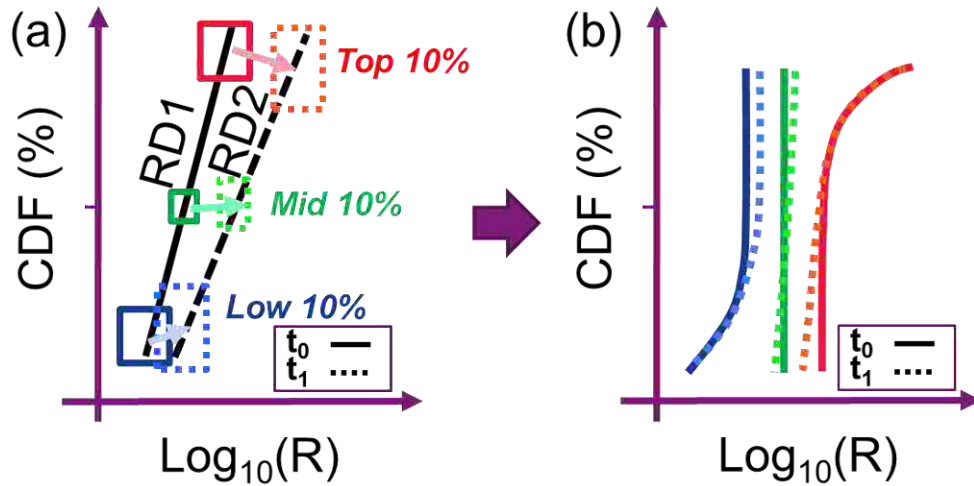 (a)
CDF (%)
RD1
RD2
Top 10%
Mid 10%
Low 10%
t₀
t₁
Log₁₀(R)
(b)
CDF (%)
t₀
t₁
Log₁₀(R)